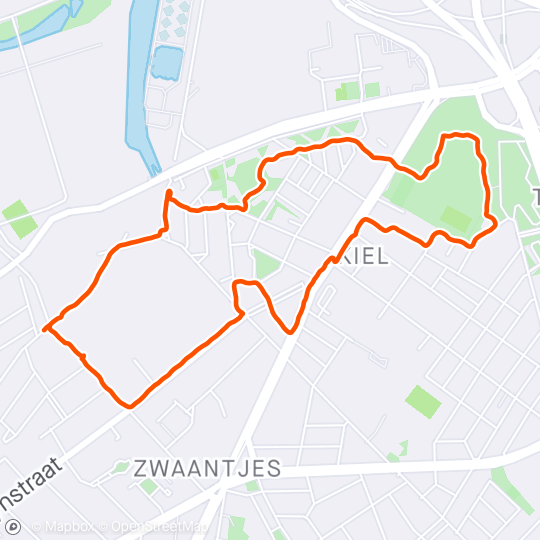 T
KIEL
ZWAANTJES
nstraat
© Mapbox © OpenStreetMap